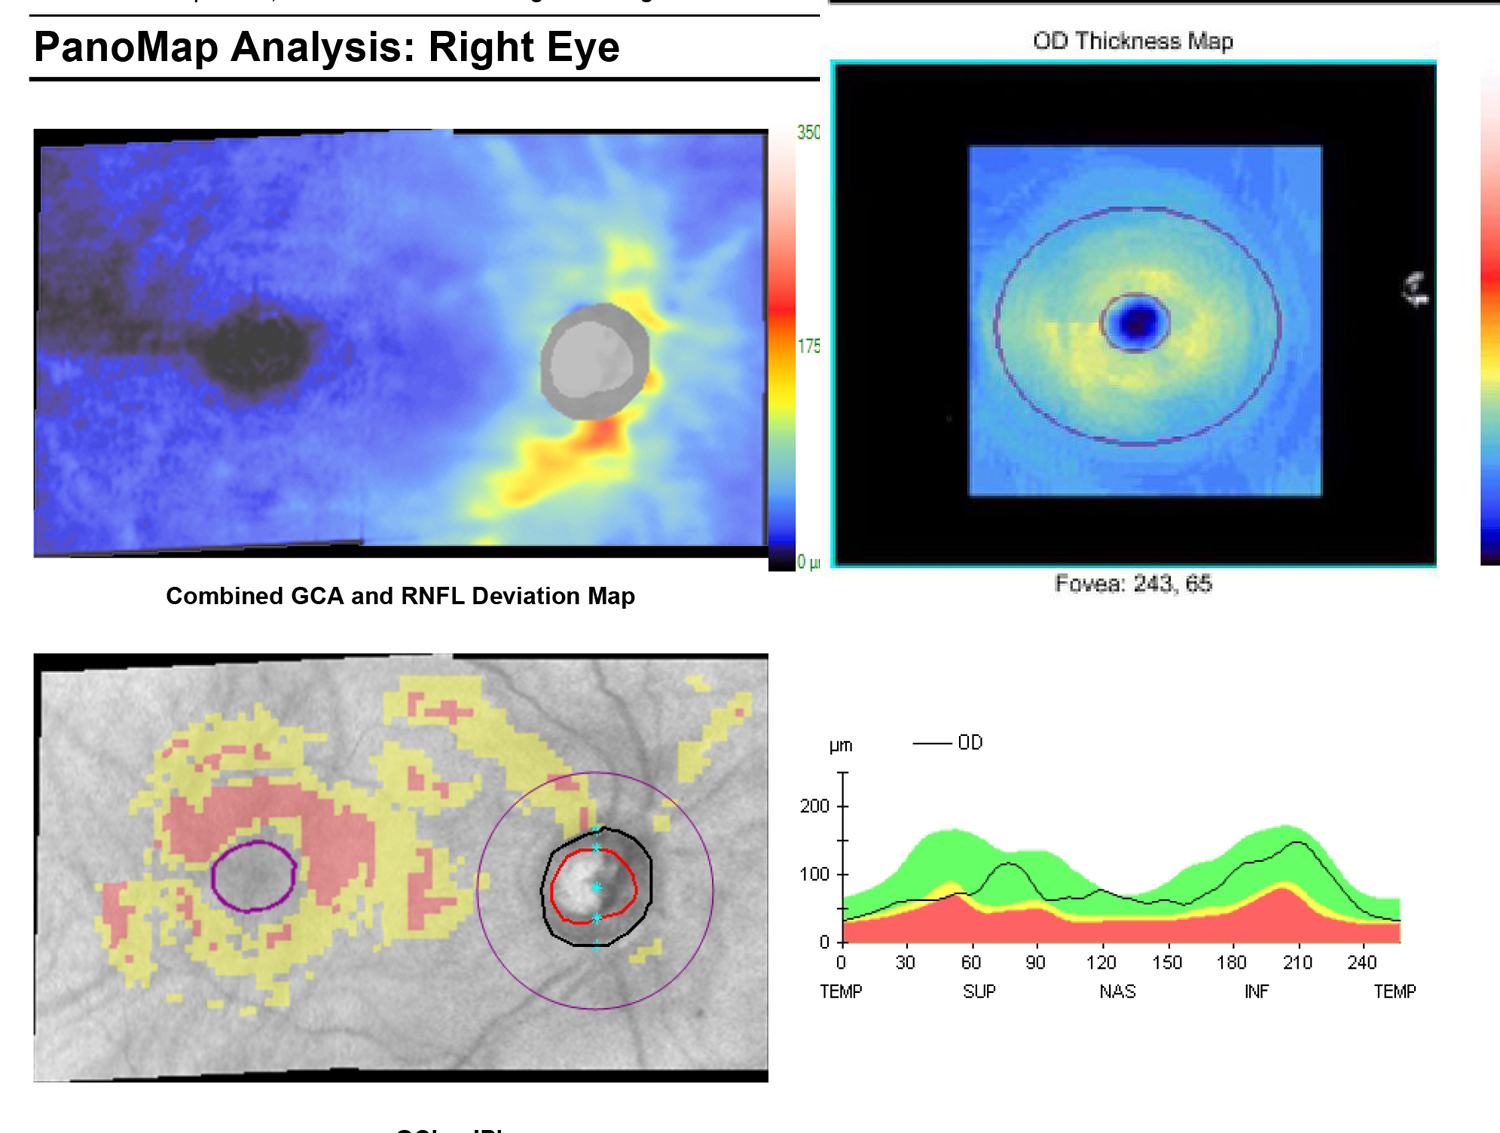 PanoMap Analysis: Right Eye
OD Thickness Map
350
175
0 µ
Fovea: 243, 65
Combined GCA and RNFL Deviation Map
µm
OD
200
100
0
0 30 60 90 120 150 180 210 240
TEMP SUP NAS INF TEMP